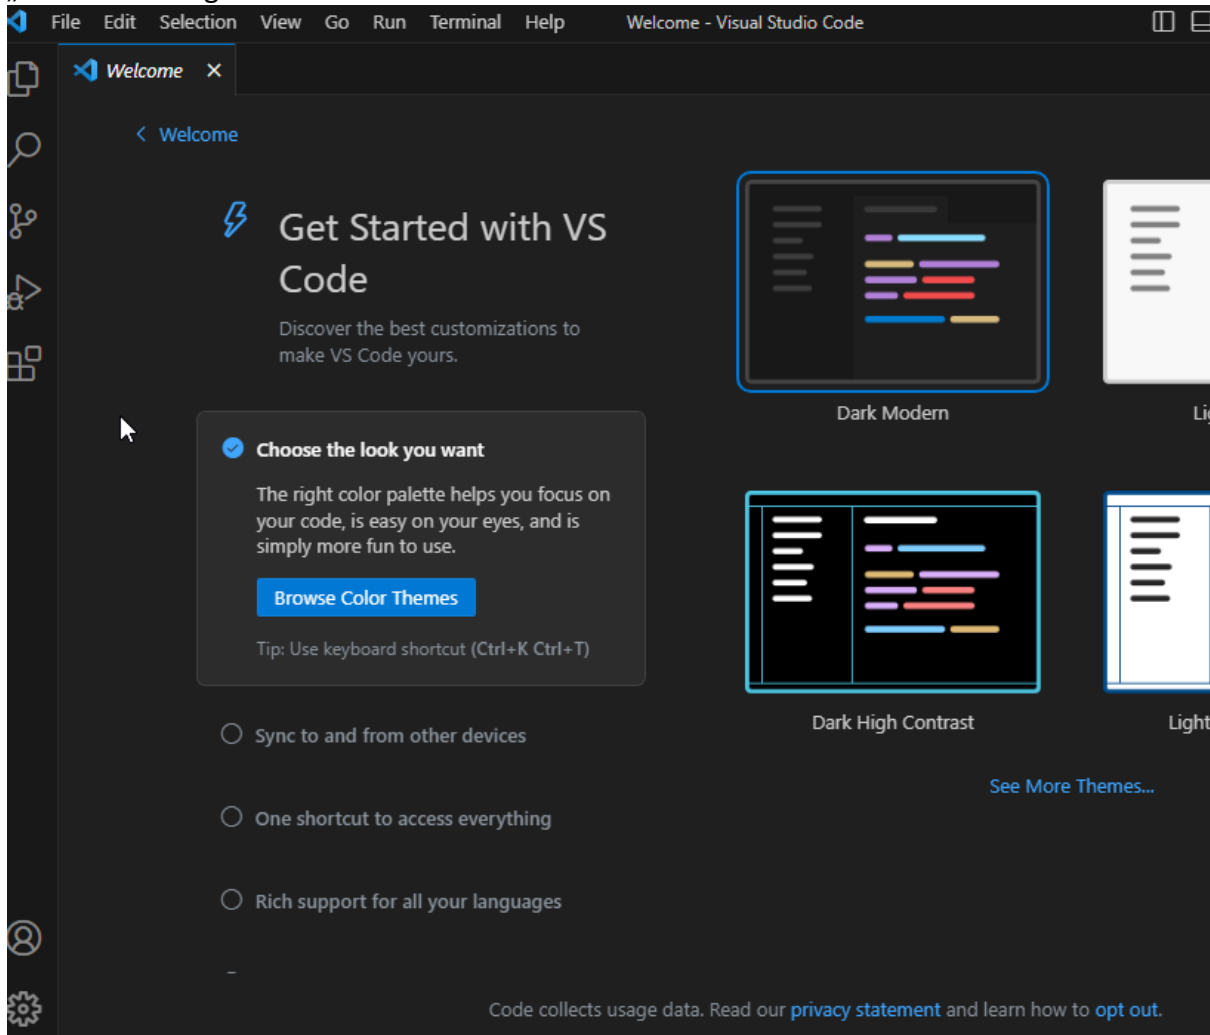 File Edit Selection View Go Run Terminal Help Welcome - Visual Studio Code
Welcome
Welcome
Get Started with VS
Code
Discover the best customizations to
make VS Code yours.
Choose the look you want
The right color palette helps you focus on
your code, is easy on your eyes, and is
simply more fun to use.
Browse Color Themes
Tip: Use keyboard shortcut (Ctrl+K Ctrl+T)
Sync to and from other devices
One shortcut to access everything
Rich support for all your languages
Dark Modern
Dark High Contrast
Light
See More Themes...
Code collects usage data. Read our privacy statement and learn how to opt out.